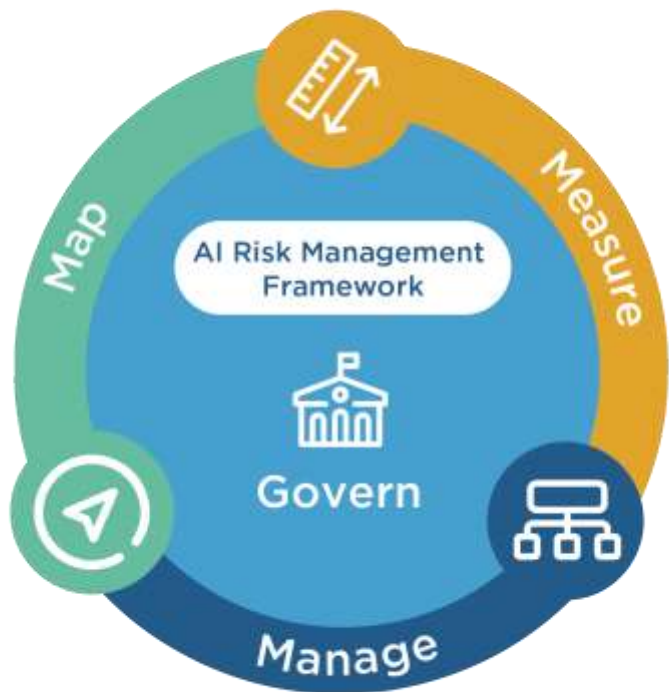 Map
Measure
AI Risk Management
Framework
Govern
Manage